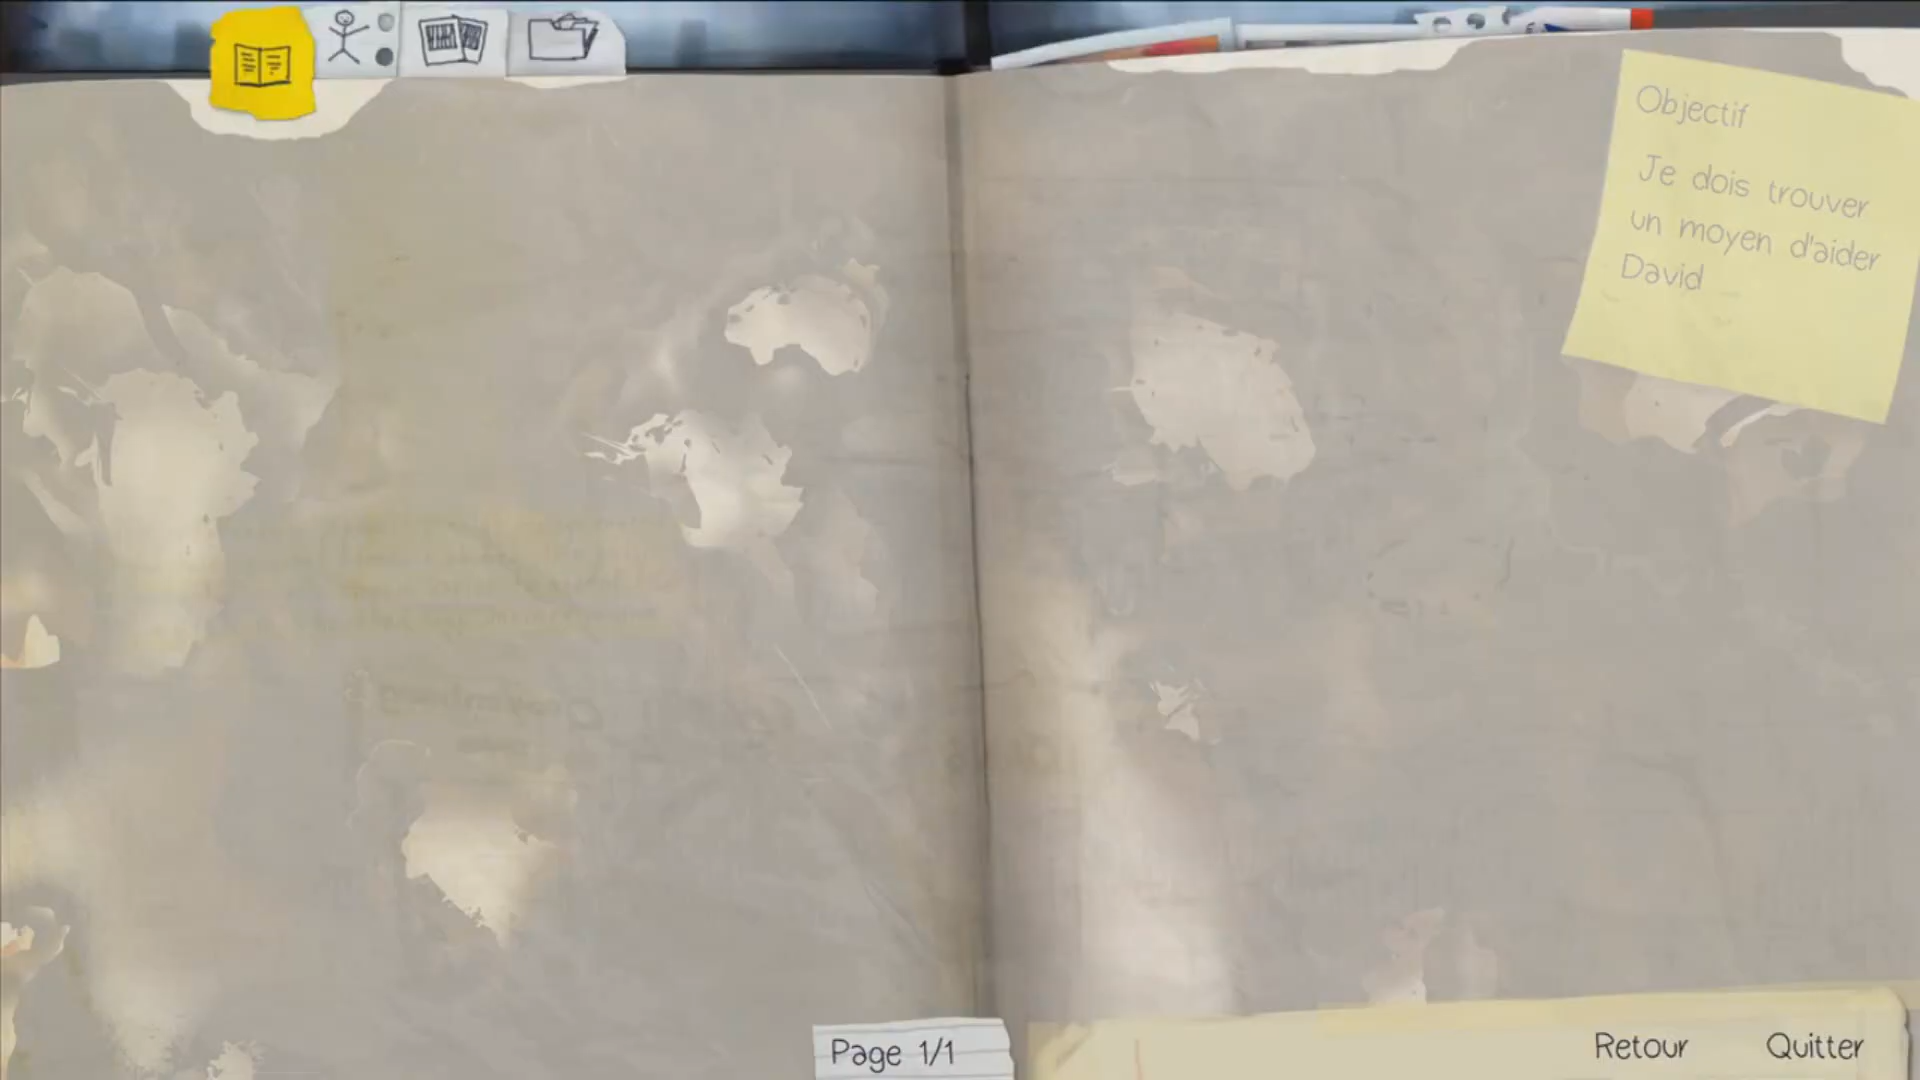 Objectif
Je dois trouver
un moyen d'aider
David
Page 1/1
Retour Quitter